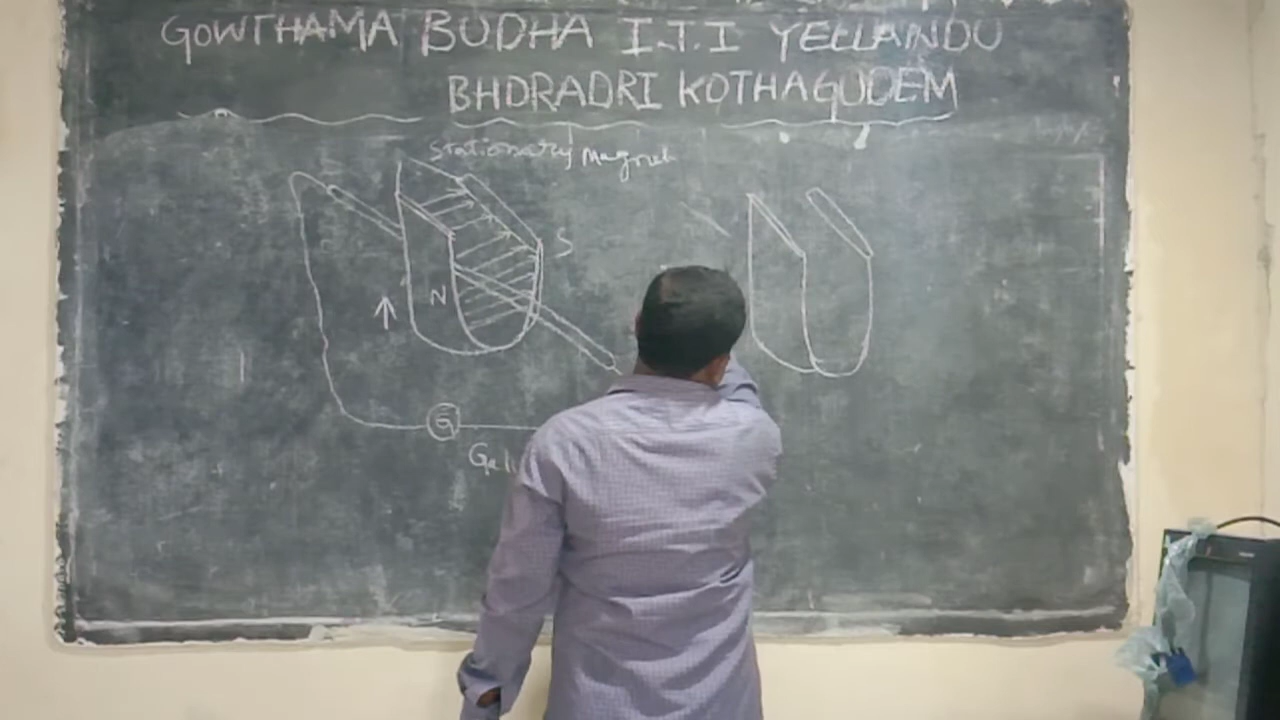 GOWTHAMA BUDHA I.T.I YELLANDU
BHDRADRI KOTHAGUDEM
Stationary Magnet
S
N
G